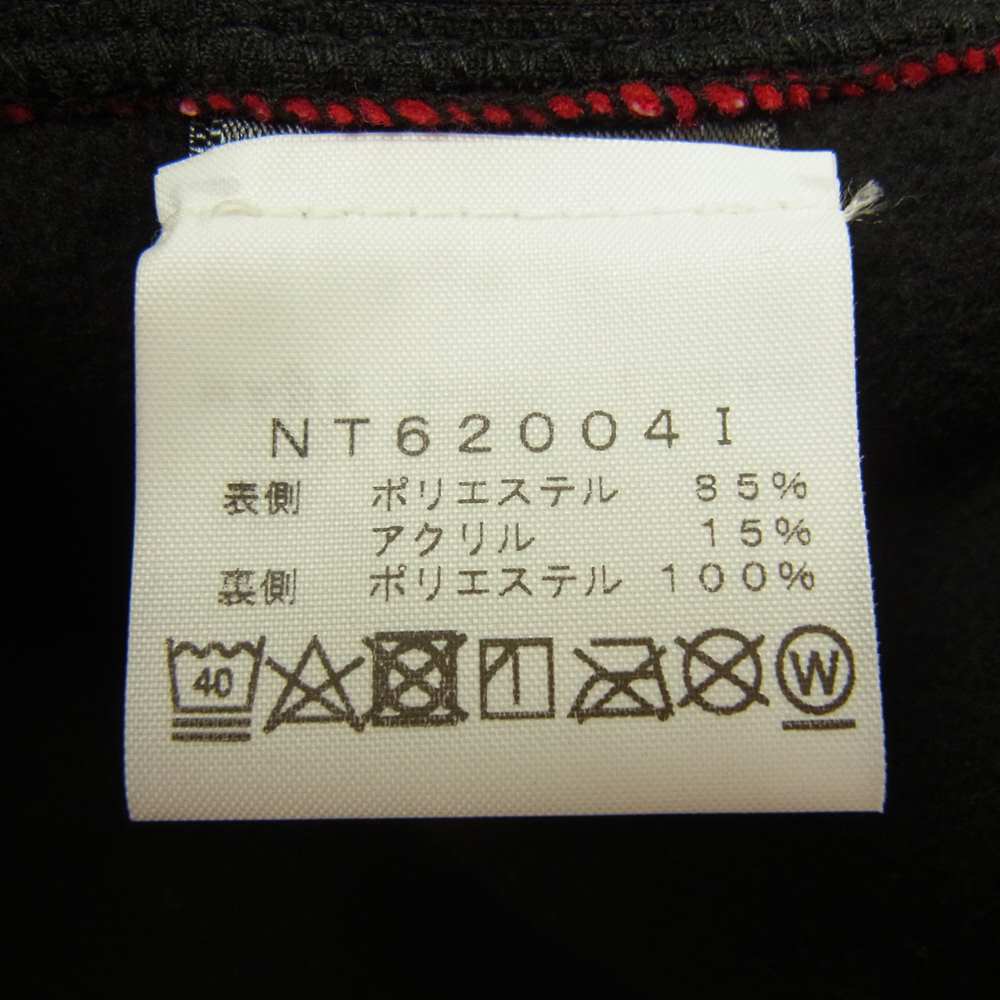 NT62004I
表側 ポリエステル 85%
アクリル 15%
裏側 ポリエステル 100%
40 W